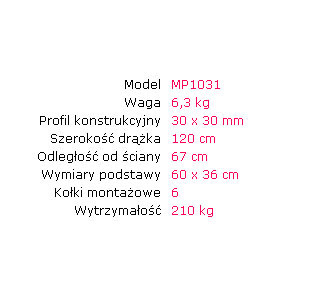 Model MP1031
Waga 6,3 kg
Profil konstrukcyjny 30 x 30 mm
Szerokość drążka 120 cm
Odległość od ściany 67 cm
Wymiary podstawy 60 x 36 cm
Kołki montażowe 6
Wytrzymałość 210 kg